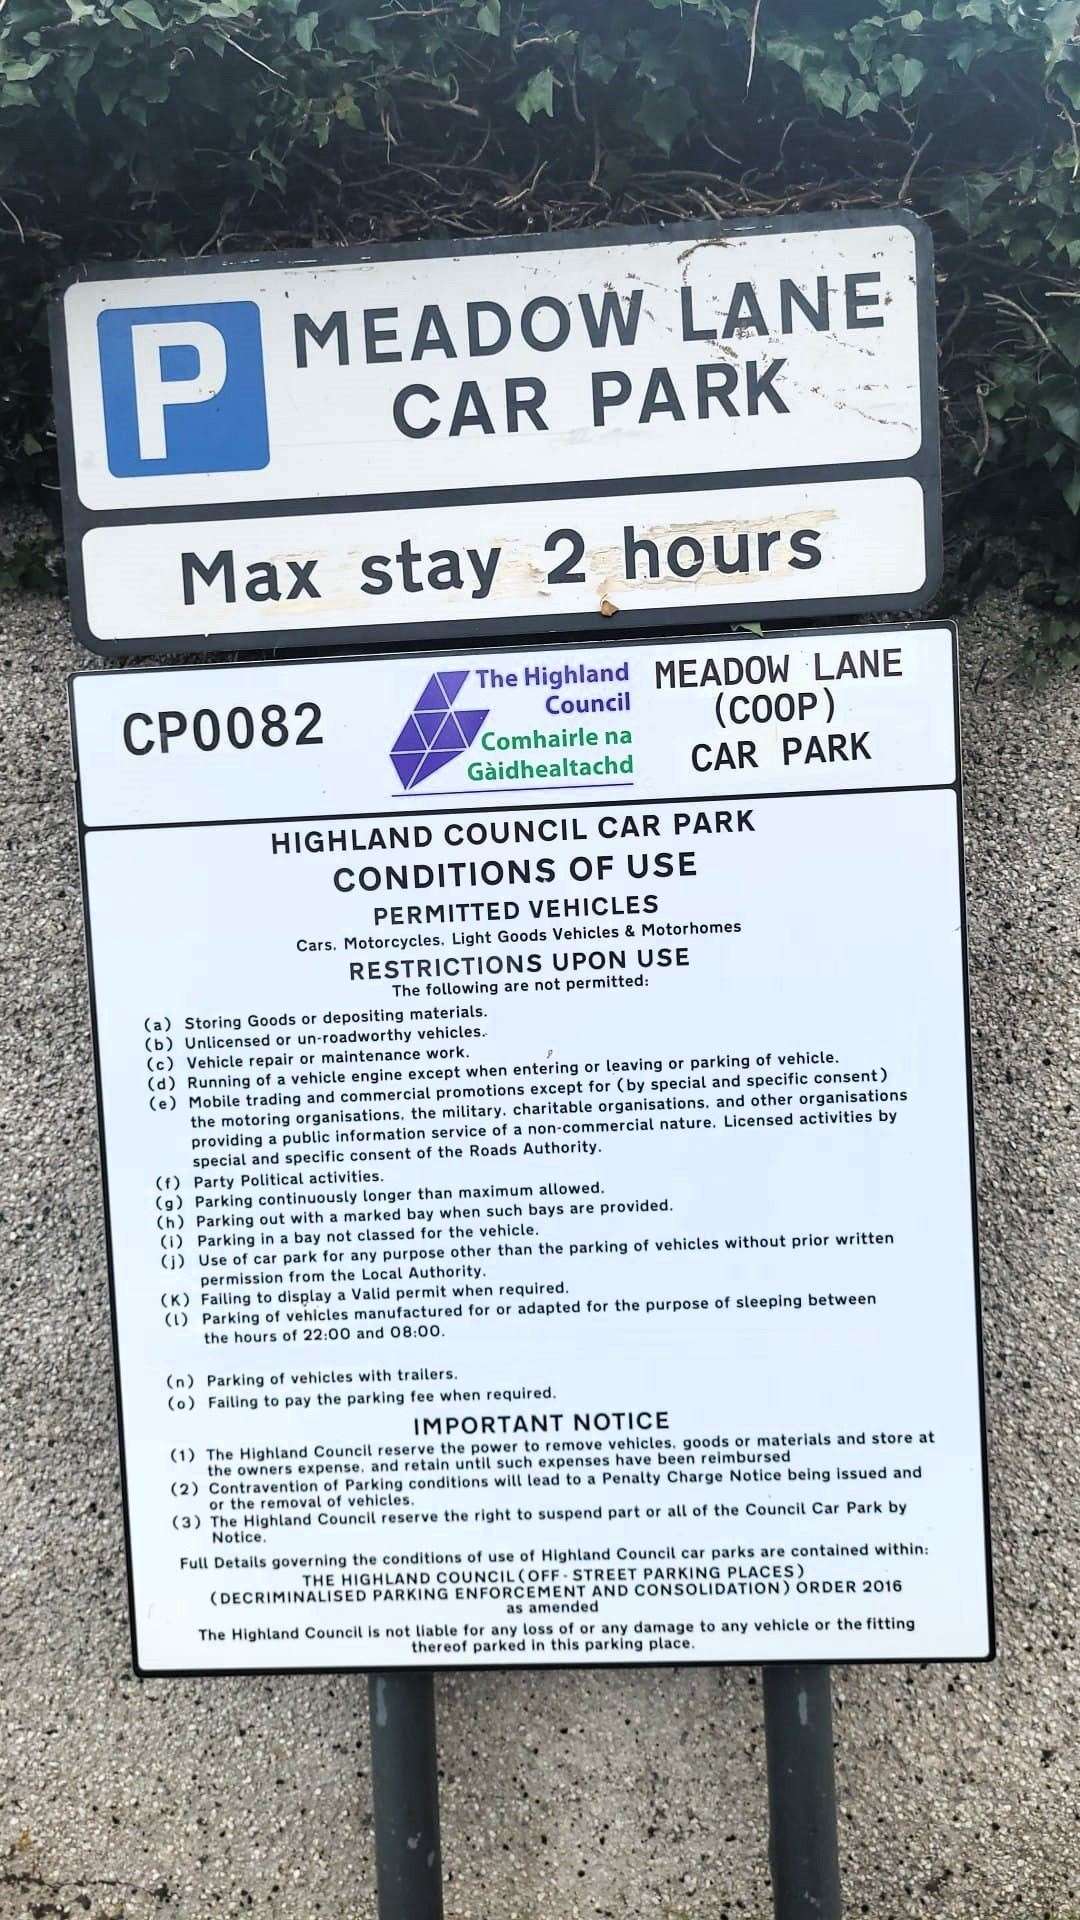 P
MEADOW LANE
CAR PARK
Max stay 2 hours
CP0082
The Highland
Council
Comhairle na
Gàidhealtachd
MEADOW LANE
(COOP)
CAR PARK
HIGHLAND COUNCIL CAR PARK
CONDITIONS OF USE
PERMITTED VEHICLES
Cars, Motorcycles, Light Goods Vehicles & Motorhomes
RESTRICTIONS UPON USE
The following are not permitted:
(a) Storing Goods or depositing materials.
(b) Unlicensed or un-roadworthy vehicles.
(c) Vehicle repair or maintenance work.
(d) Running of a vehicle engine except when entering or leaving or parking of vehicle.
(e) Mobile trading and commercial promotions except for (by special and specific consent)
the motoring organisations, the military, charitable organisations, and other organisations
providing a public information service of a non-commercial nature. Licensed activities by
special and specific consent of the Roads Authority.
(f) Party Political activities.
(g) Parking continuously longer than maximum allowed.
(h) Parking out with a marked bay when such bays are provided.
(i) Parking in a bay not classed for the vehicle.
(j) Use of car park for any purpose other than the parking of vehicles without prior written
permission from the Local Authority.
(K) Failing to display a Valid permit when required.
(l) Parking of vehicles manufactured for or adapted for the purpose of sleeping between
the hours of 22:00 and 08:00.
(n) Parking of vehicles with trailers.
(o) Failing to pay the parking fee when required.
IMPORTANT NOTICE
(1) The Highland Council reserve the power to remove vehicles, goods or materials and store at
the owners expense, and retain until such expenses have been reimbursed
(2) Contravention of Parking conditions will lead to a Penalty Charge Notice being issued and
or the removal of vehicles.
(3) The Highland Council reserve the right to suspend part or all of the Council Car Park by
Notice.
Full Details governing the conditions of use of Highland Council car parks are contained within:
THE HIGHLAND COUNCIL (OFF - STREET PARKING PLACES)
(DECRIMINALISED PARKING ENFORCEMENT AND CONSOLIDATION) ORDER 2016
as amended
The Highland Council is not liable for any loss of or any damage to any vehicle or the fitting
thereof parked in this parking place.